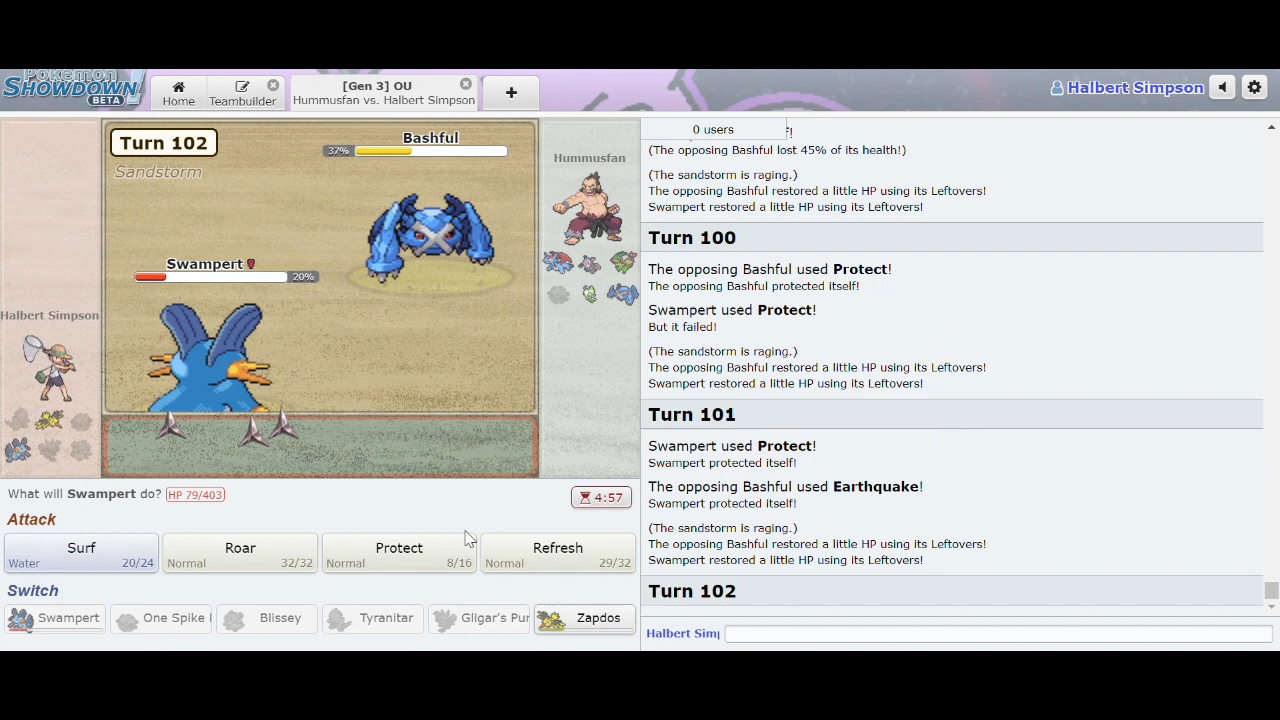 Pokémon
SHOWDOWN
BETA
Home
Teambuilder
[Gen 3] OU
Hummusfan vs. Halbert Simpson
+
Halbert Simpson
Turn 102
Sandstorm
Bashful
37%
Swampert
20%
Halbert Simpson
Hummusfan
What will Swampert do? HP 79/403
4:57
Attack
Surf
Water 20/24
Roar
Normal 32/32
Protect
Normal 8/16
Refresh
Normal 29/32
Switch
Swampert
One Spike
Blissey
Tyranitar
Gligar's Pur
Zapdos
0 users
(The opposing Bashful lost 45% of its health!)
(The sandstorm is raging.)
The opposing Bashful restored a little HP using its Leftovers!
Swampert restored a little HP using its Leftovers!
Turn 100
The opposing Bashful used Protect!
The opposing Bashful protected itself!
Swampert used Protect!
But it failed!
(The sandstorm is raging.)
The opposing Bashful restored a little HP using its Leftovers!
Swampert restored a little HP using its Leftovers!
Turn 101
Swampert used Protect!
Swampert protected itself!
The opposing Bashful used Earthquake!
Swampert protected itself!
(The sandstorm is raging.)
The opposing Bashful restored a little HP using its Leftovers!
Swampert restored a little HP using its Leftovers!
Turn 102
Halbert Sim